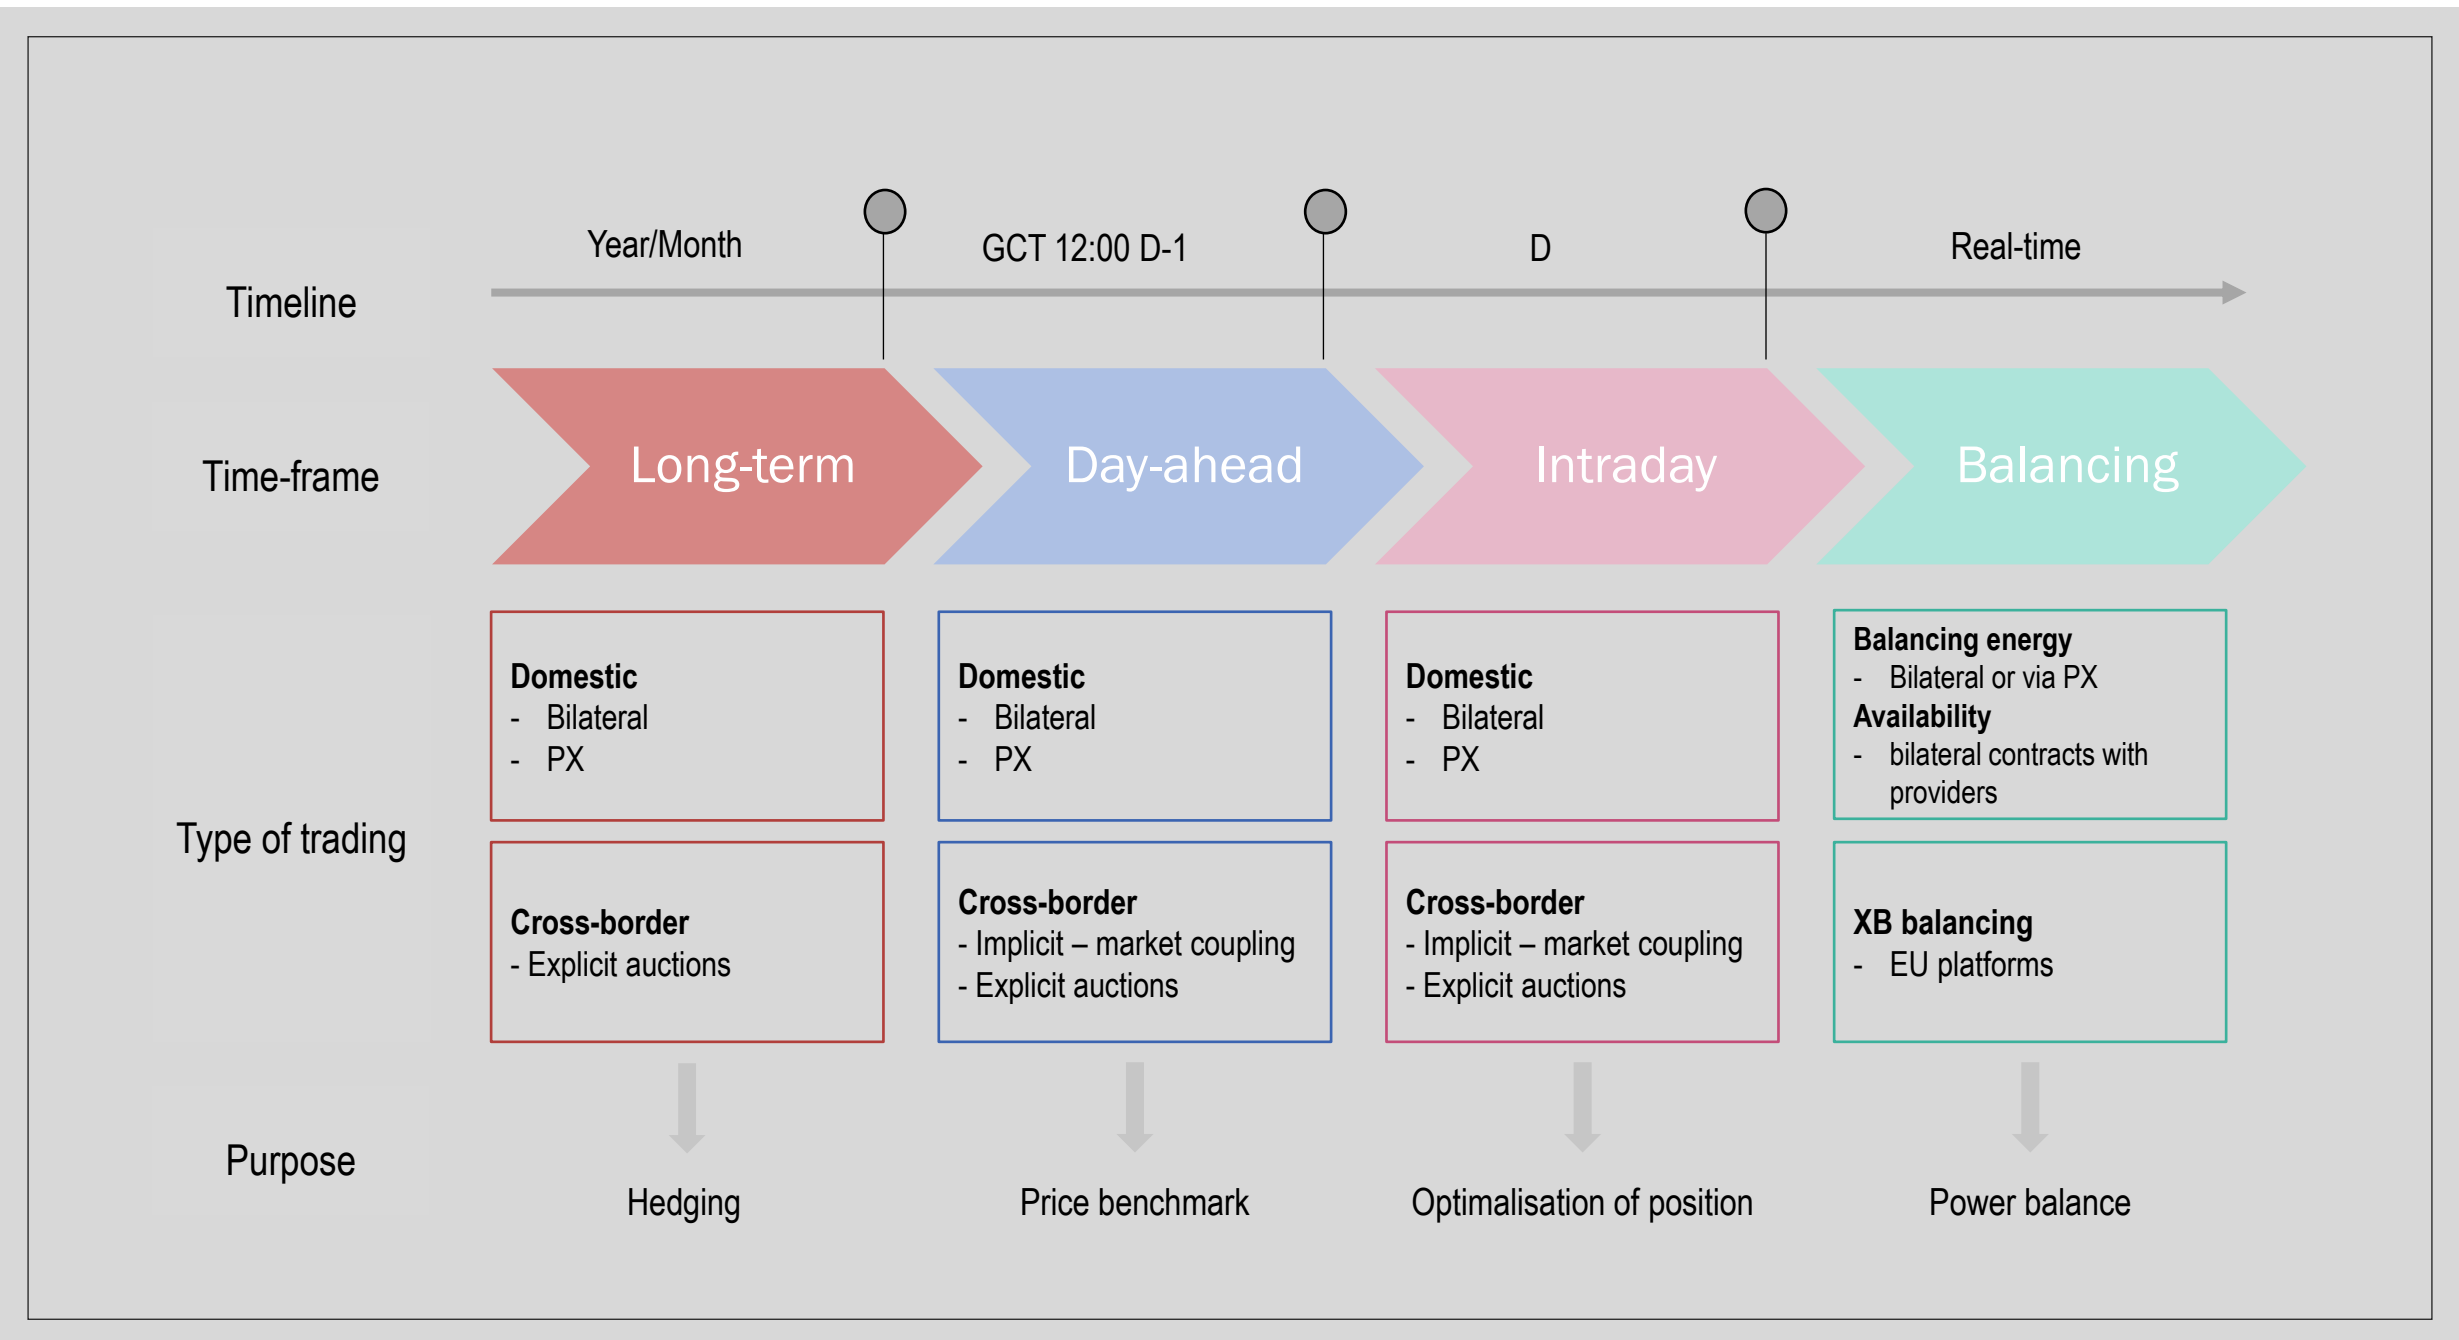 Timeline
Year/Month
GCT 12:00 D-1
D
Real-time
Time-frame
Long-term
Day-ahead
Intraday
Balancing
Type of trading
Domestic
- Bilateral
- PX
Domestic
- Bilateral
- PX
Domestic
- Bilateral
- PX
Balancing energy
- Bilateral or via PX
Availability
- bilateral contracts with
providers
Cross-border
- Explicit auctions
Cross-border
- Implicit – market coupling
- Explicit auctions
Cross-border
- Implicit – market coupling
- Explicit auctions
XB balancing
- EU platforms
Purpose
Hedging
Price benchmark
Optimalisation of position
Power balance